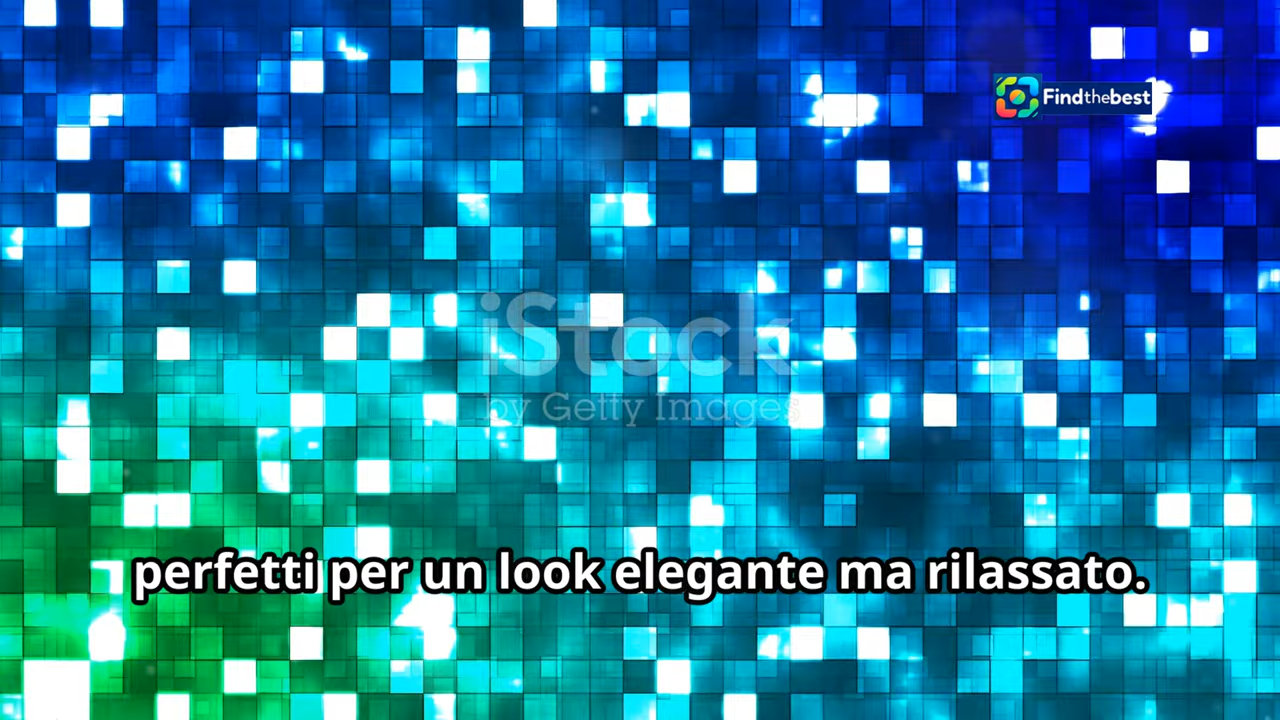 Findthebest
iStock
by Getty Images
perfetti per un look elegante ma rilassato.